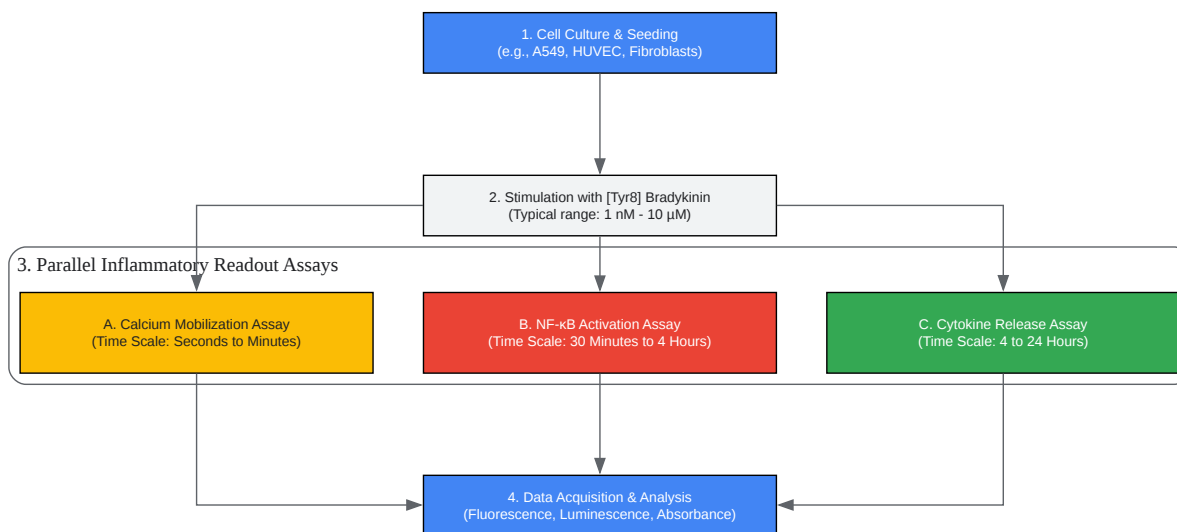 1. Cell Culture & Seeding
(e.g., A549, HUVEC, Fibroblasts)
2. Stimulation with [Tyr8] Bradykinin
(Typical range: 1 nM - 10 µM)
3. Parallel Inflammatory Readout Assays
A. Calcium Mobilization Assay
(Time Scale: Seconds to Minutes)
B. NF-κB Activation Assay
(Time Scale: 30 Minutes to 4 Hours)
C. Cytokine Release Assay
(Time Scale: 4 to 24 Hours)
4. Data Acquisition & Analysis
(Fluorescence, Luminescence, Absorbance)